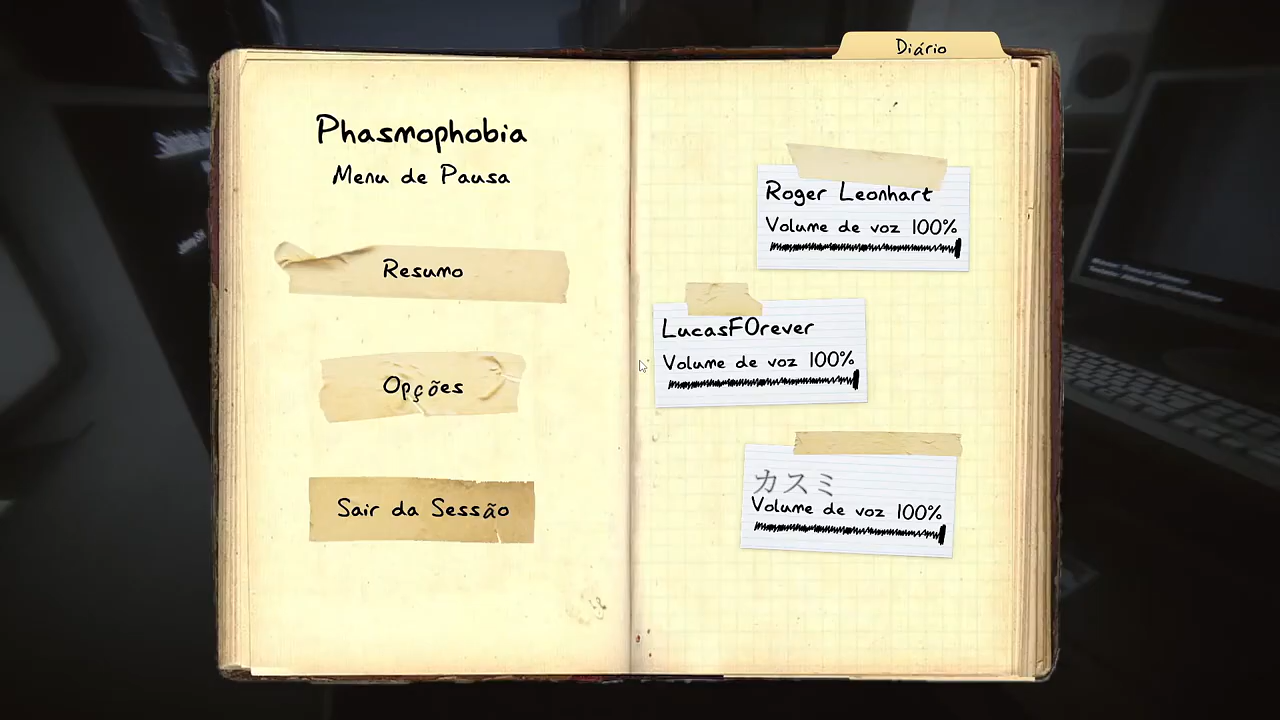 Diário
Phasmophobia
Menu de Pausa
Resumo
Opções
Sair da Sessão
Roger Leonhart
Volume de voz 100%
LucasF0rever
Volume de voz 100%
カスミ
Volume de voz 100%